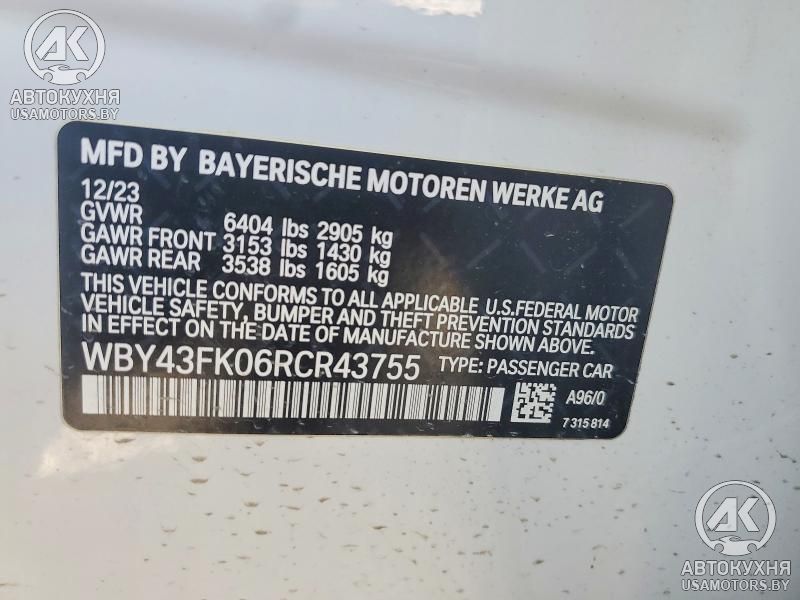 AK
АВТОКУХНЯ
USAMOTORS.BY
MFD BY BAYERISCHE MOTOREN WERKE AG
12/23
GVWR 6404 lbs 2905 kg
GAWR FRONT 3153 lbs 1430 kg
GAWR REAR 3538 lbs 1605 kg
THIS VEHICLE CONFORMS TO ALL APPLICABLE U.S.FEDERAL MOTOR
VEHICLE SAFETY, BUMPER AND THEFT PREVENTION STANDARDS
IN EFFECT ON THE DATE OF MANUFACTURE SHOWN ABOVE.
WBY43FK06RCR43755 TYPE: PASSENGER CAR
A96/0
7 315 814
AK
АВТОКУХНЯ
USAMOTORS.BY